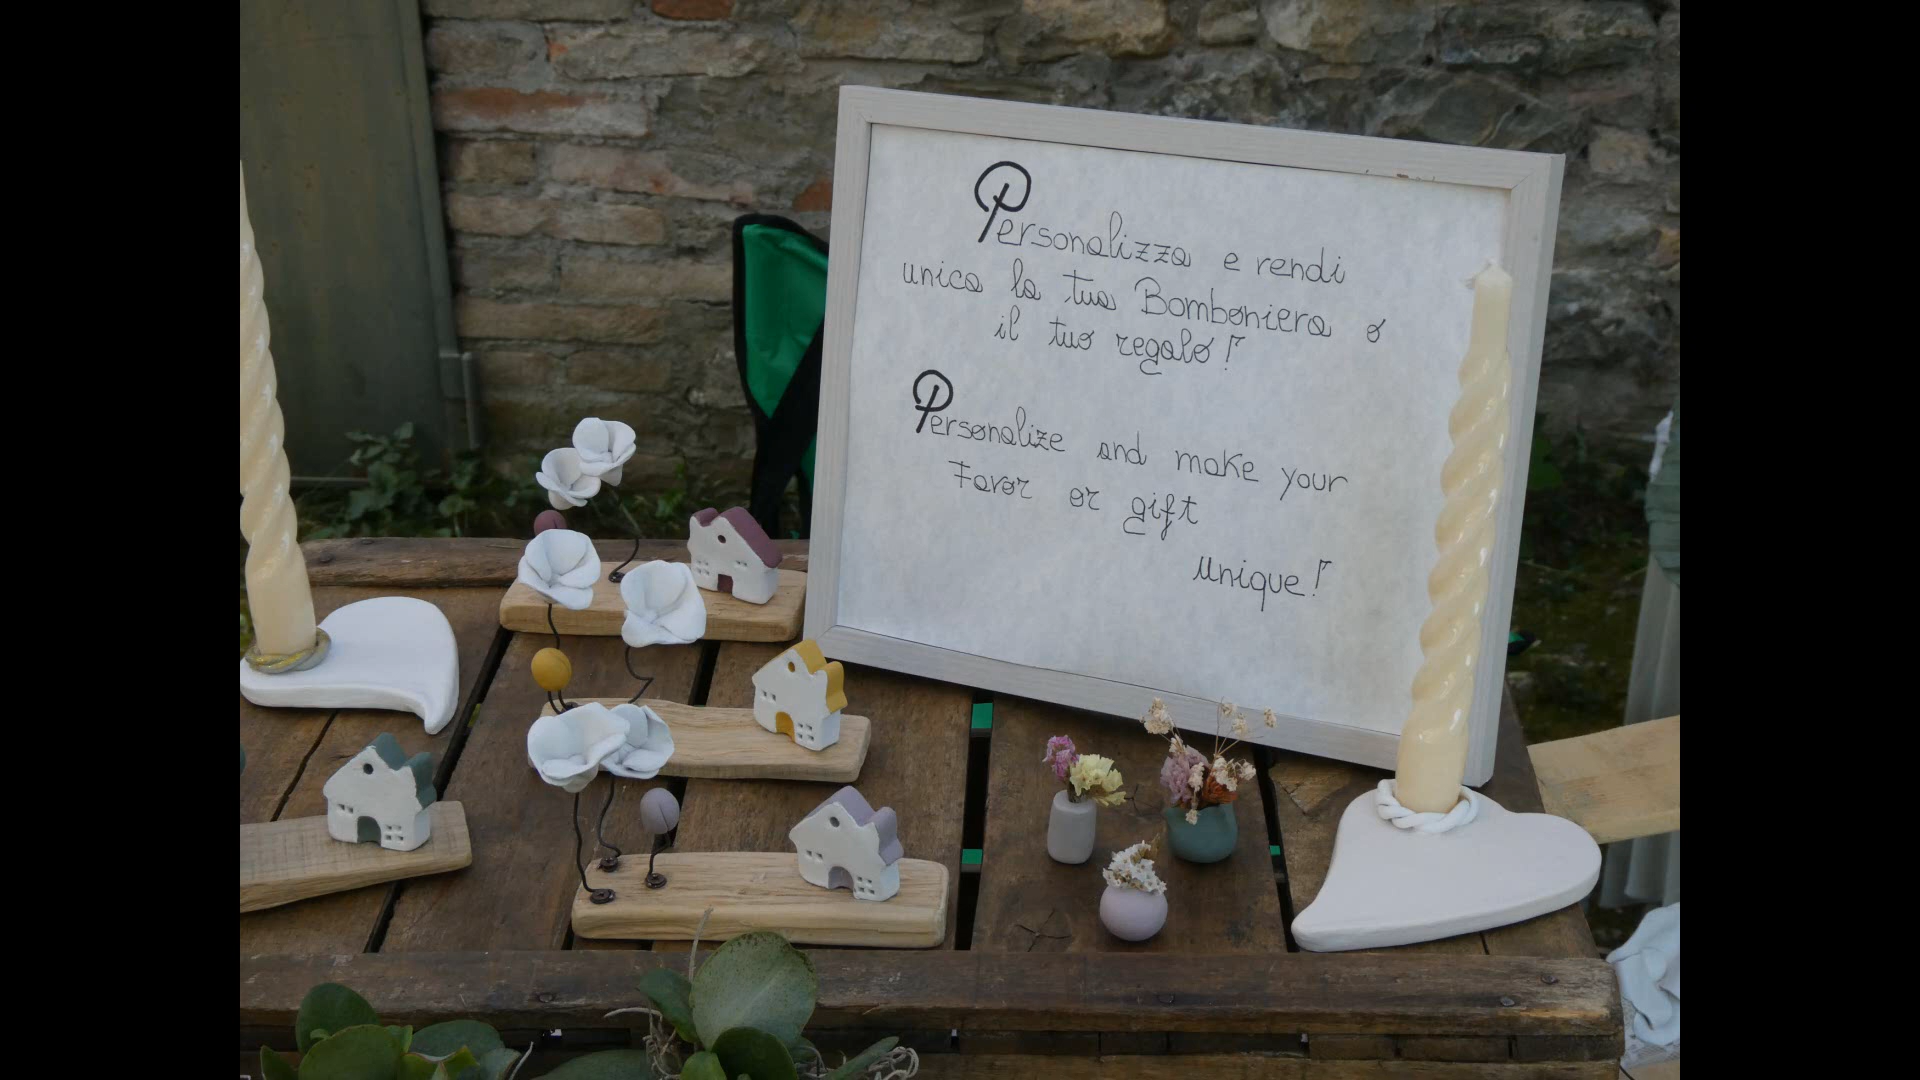 Personalizza e rendi
unica la tua Bomboniera o
il tuo regalo!
Personalize and make your
Favor or gift
unique!